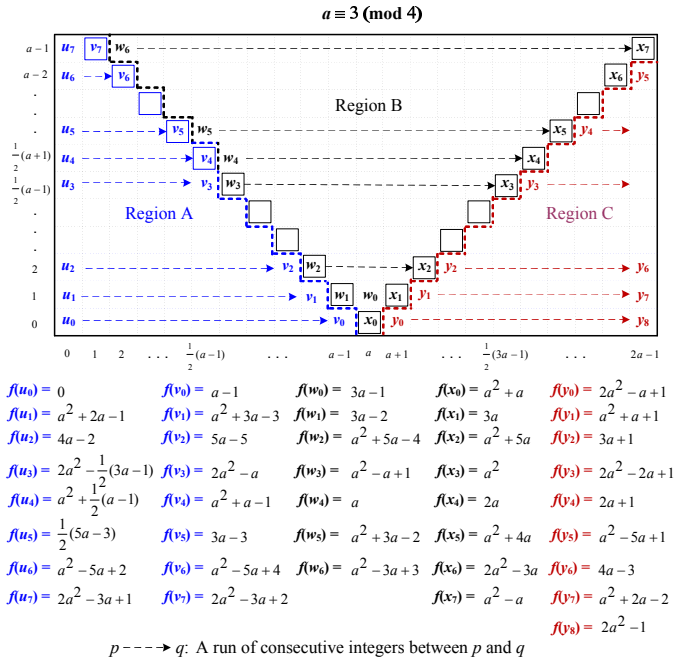 a ≡ 3 (mod 4)
a−1 u₇ v₇ w₆ x₇
a−2 u₆ v₆ x₆ y₅
Region B
u₅ v₅ w₅ x₅ y₄
½(a+1) u₄ v₄ w₄ x₄
½(a−1) u₃ v₃ w₃ x₃ y₃
Region A Region C
2 u₂ v₂ w₂ x₂ y₂ y₆
1 u₁ v₁ w₁ w₀ x₁ y₁ y₇
0 u₀ v₀ x₀ y₀ y₈
0 1 2 . . . ½(a−1) . . . . a−1 a a+1 . . . ½(3a−1) . . . 2a−1
f(u₀) = 0 f(v₀) = a−1 f(w₀) = 3a−1 f(x₀) = a²+a f(y₀) = 2a²−a+1
f(u₁) = a²+2a−1 f(v₁) = a²+3a−3 f(w₁) = 3a−2 f(x₁) = 3a f(y₁) = a²+a+1
f(u₂) = 4a−2 f(v₂) = 5a−5 f(w₂) = a²+5a−4 f(x₂) = a²+5a f(y₂) = 3a+1
f(u₃) = 2a²−½(3a−1) f(v₃) = 2a²−a f(w₃) = a²−a+1 f(x₃) = a² f(y₃) = 2a²−2a+1
f(u₄) = a²+½(a−1) f(v₄) = a²+a−1 f(w₄) = a f(x₄) = 2a f(y₄) = 2a+1
f(u₅) = ½(5a−3) f(v₅) = 3a−3 f(w₅) = a²+3a−2 f(x₅) = a²+4a f(y₅) = a²−5a+1
f(u₆) = a²−5a+2 f(v₆) = a²−5a+4 f(w₆) = a²−3a+3 f(x₆) = 2a²−3a f(y₆) = 4a−3
f(u₇) = 2a²−3a+1 f(v₇) = 2a²−3a+2 f(x₇) = a²−a f(y₇) = a²+2a−2
f(y₈) = 2a²−1
p ----➤ q: A run of consecutive integers between p and q